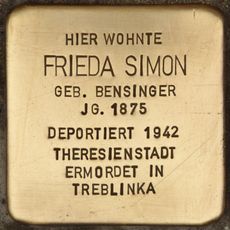 HIER WOHNTE
FRIEDA SIMON
GEB. BENSINGER
JG. 1875
DEPORTIERT 1942
THERESIENSTADT
ERMORDET IN
TREBLINKA